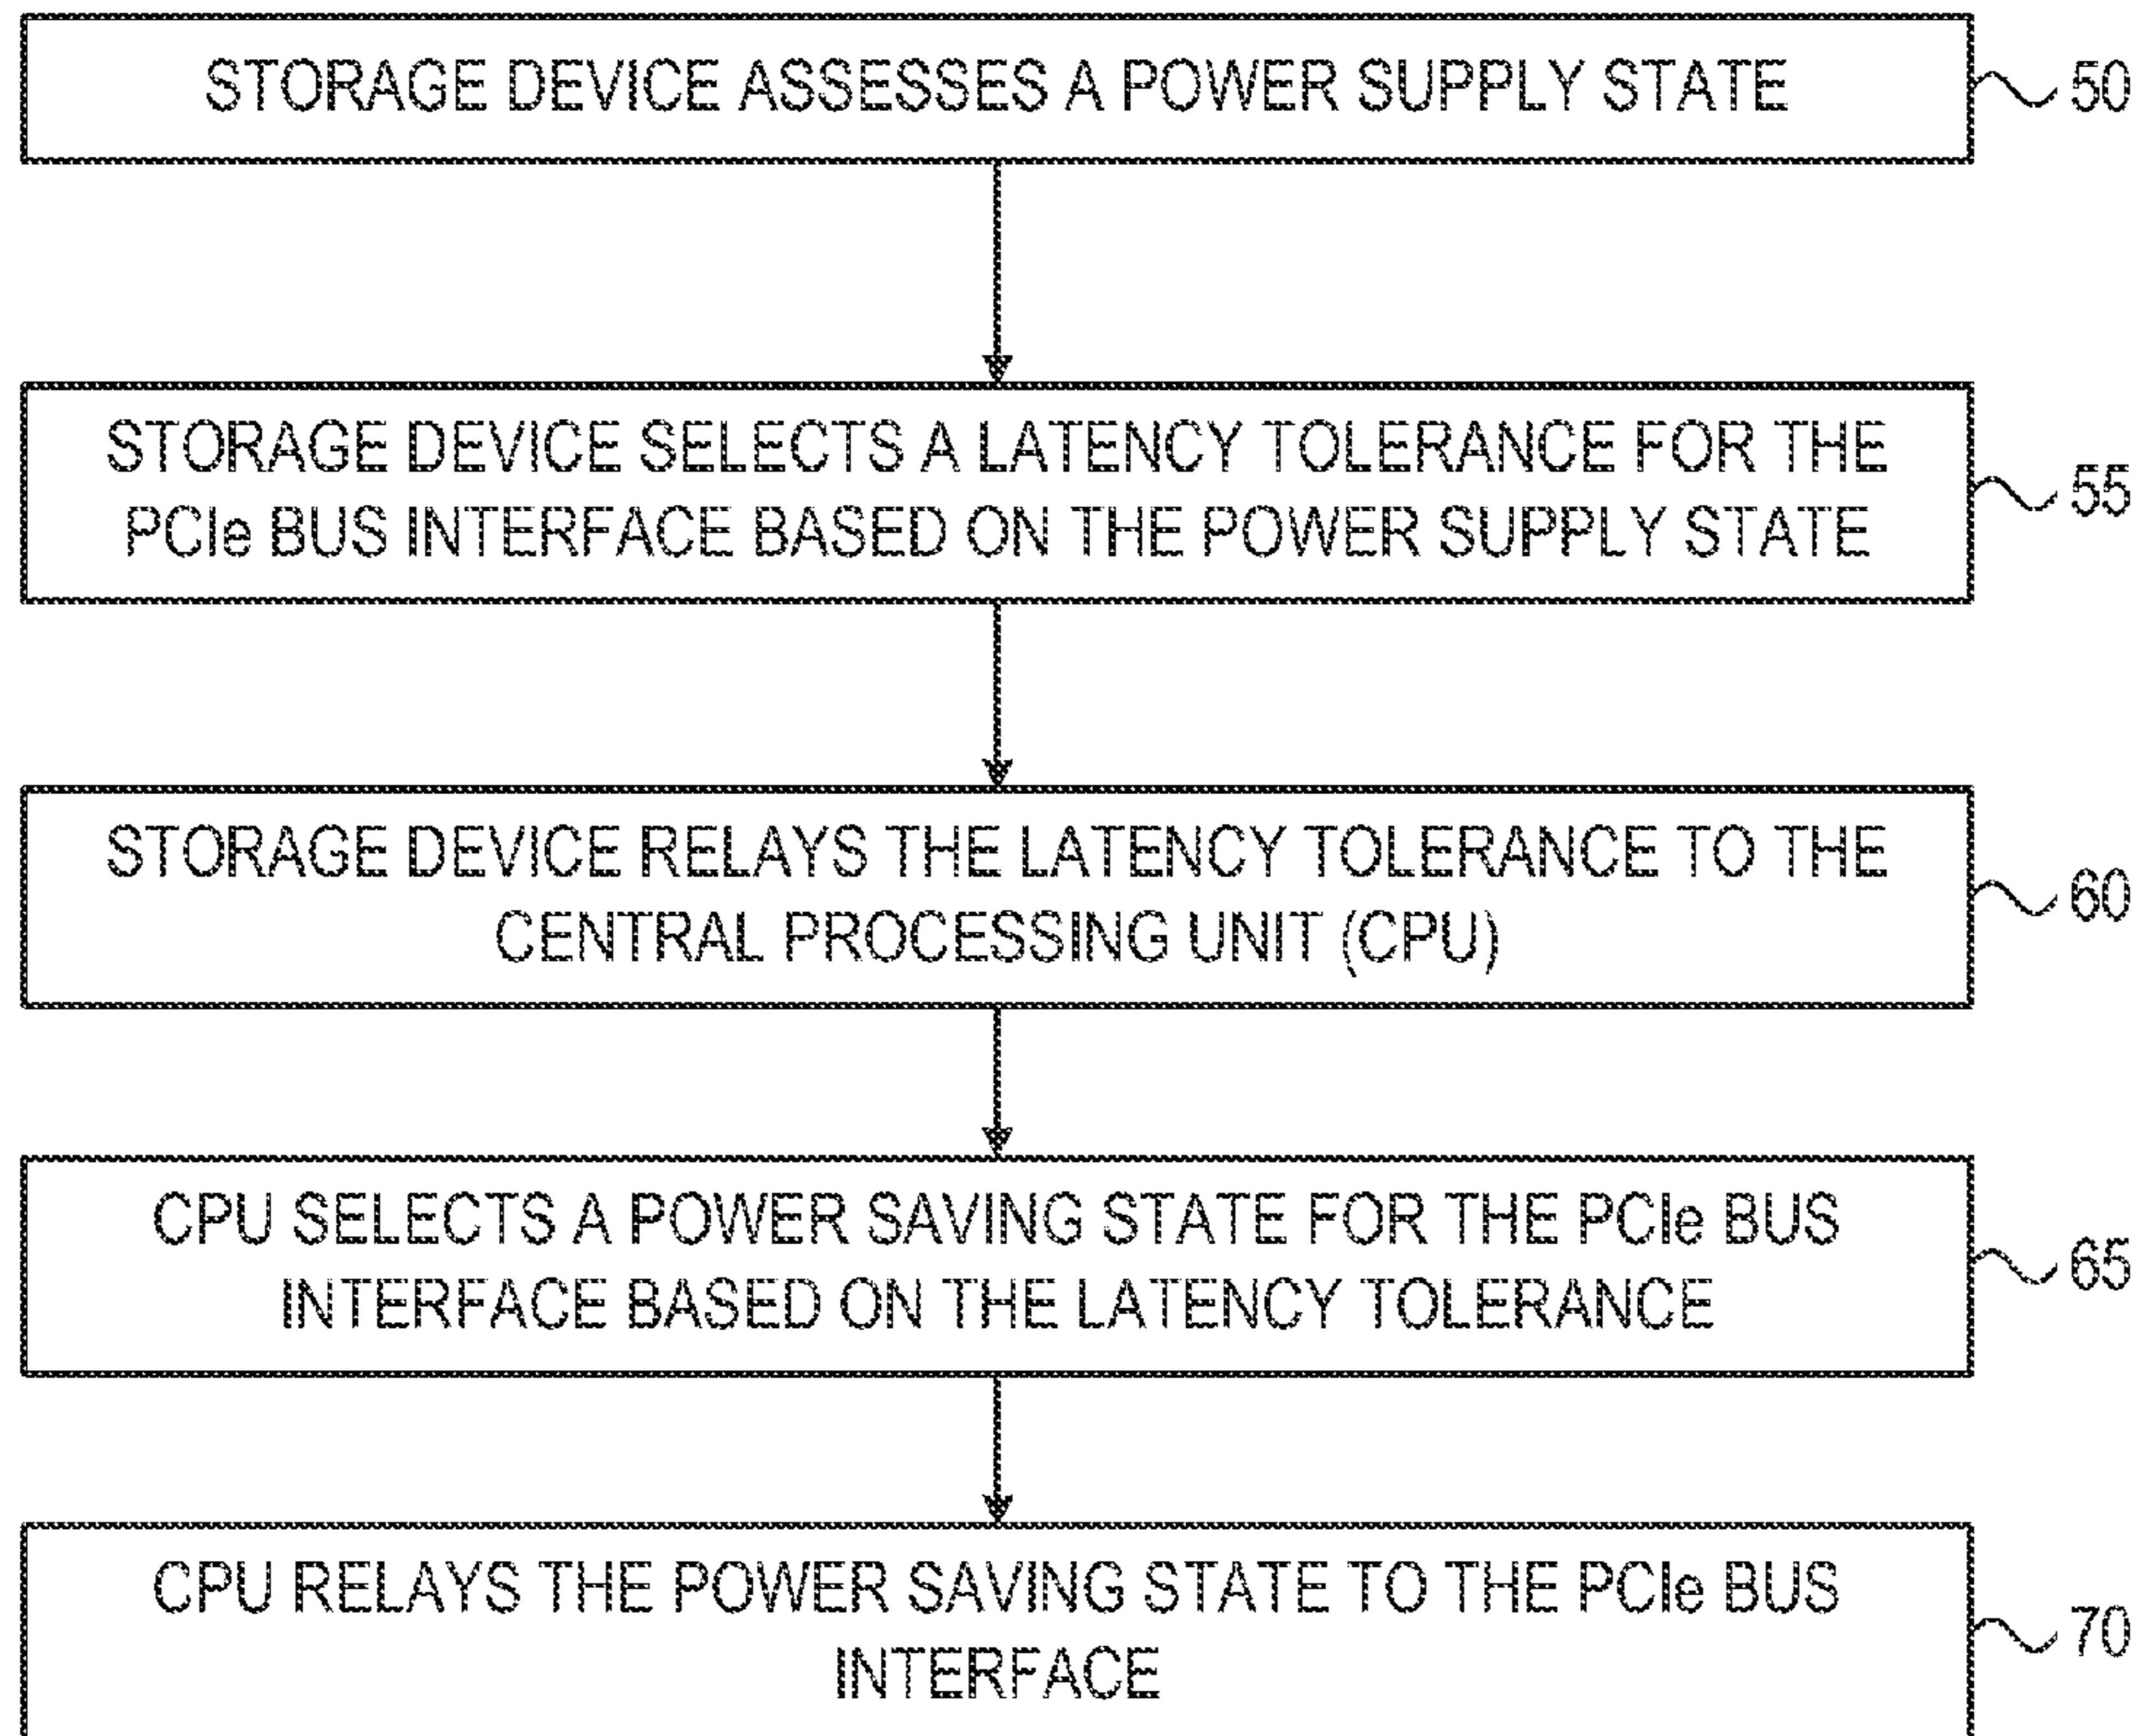 STORAGE DEVICE ASSESSES A POWER SUPPLY STATE
50
STORAGE DEVICE SELECTS A LATENCY TOLERANCE FOR THE
PCIe BUS INTERFACE BASED ON THE POWER SUPPLY STATE
55
STORAGE DEVICE RELAYS THE LATENCY TOLERANCE TO THE
CENTRAL PROCESSING UNIT (CPU)
60
CPU SELECTS A POWER SAVING STATE FOR THE PCIe BUS
INTERFACE BASED ON THE LATENCY TOLERANCE
65
CPU RELAYS THE POWER SAVING STATE TO THE PCIe BUS
INTERFACE
70